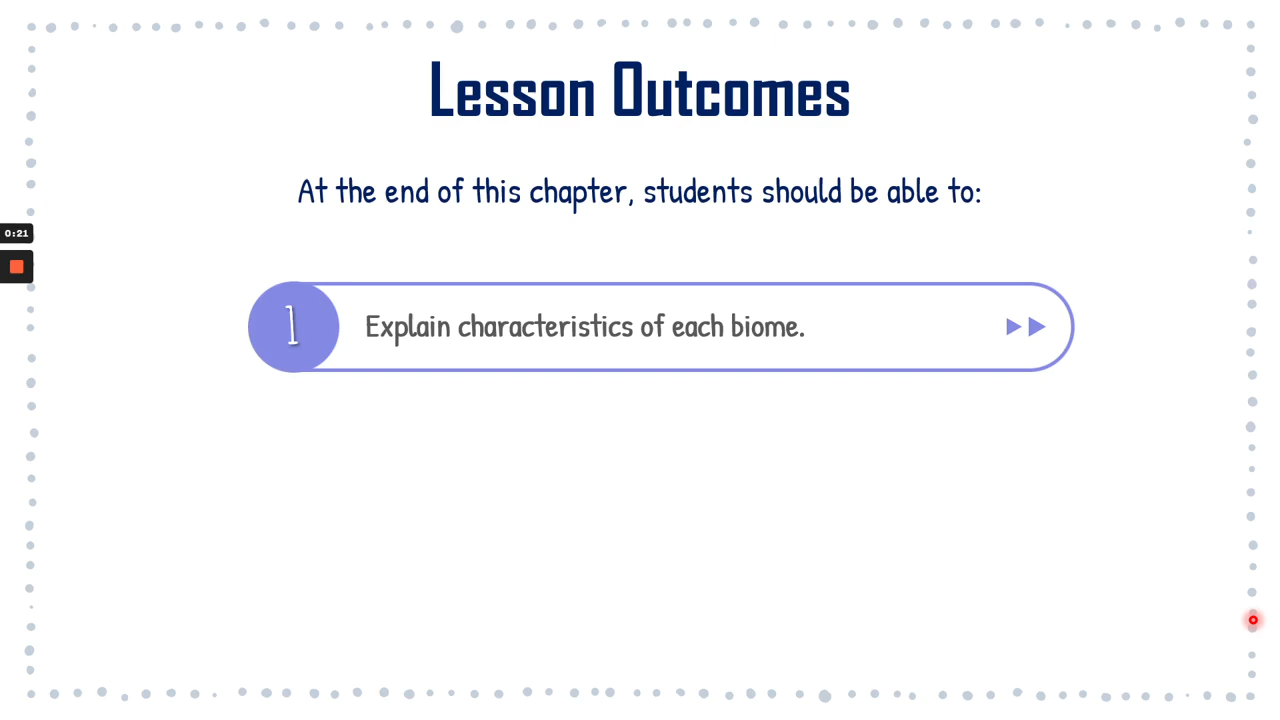 Lesson Outcomes
At the end of this chapter, students should be able to:
0:21
1
Explain characteristics of each biome.